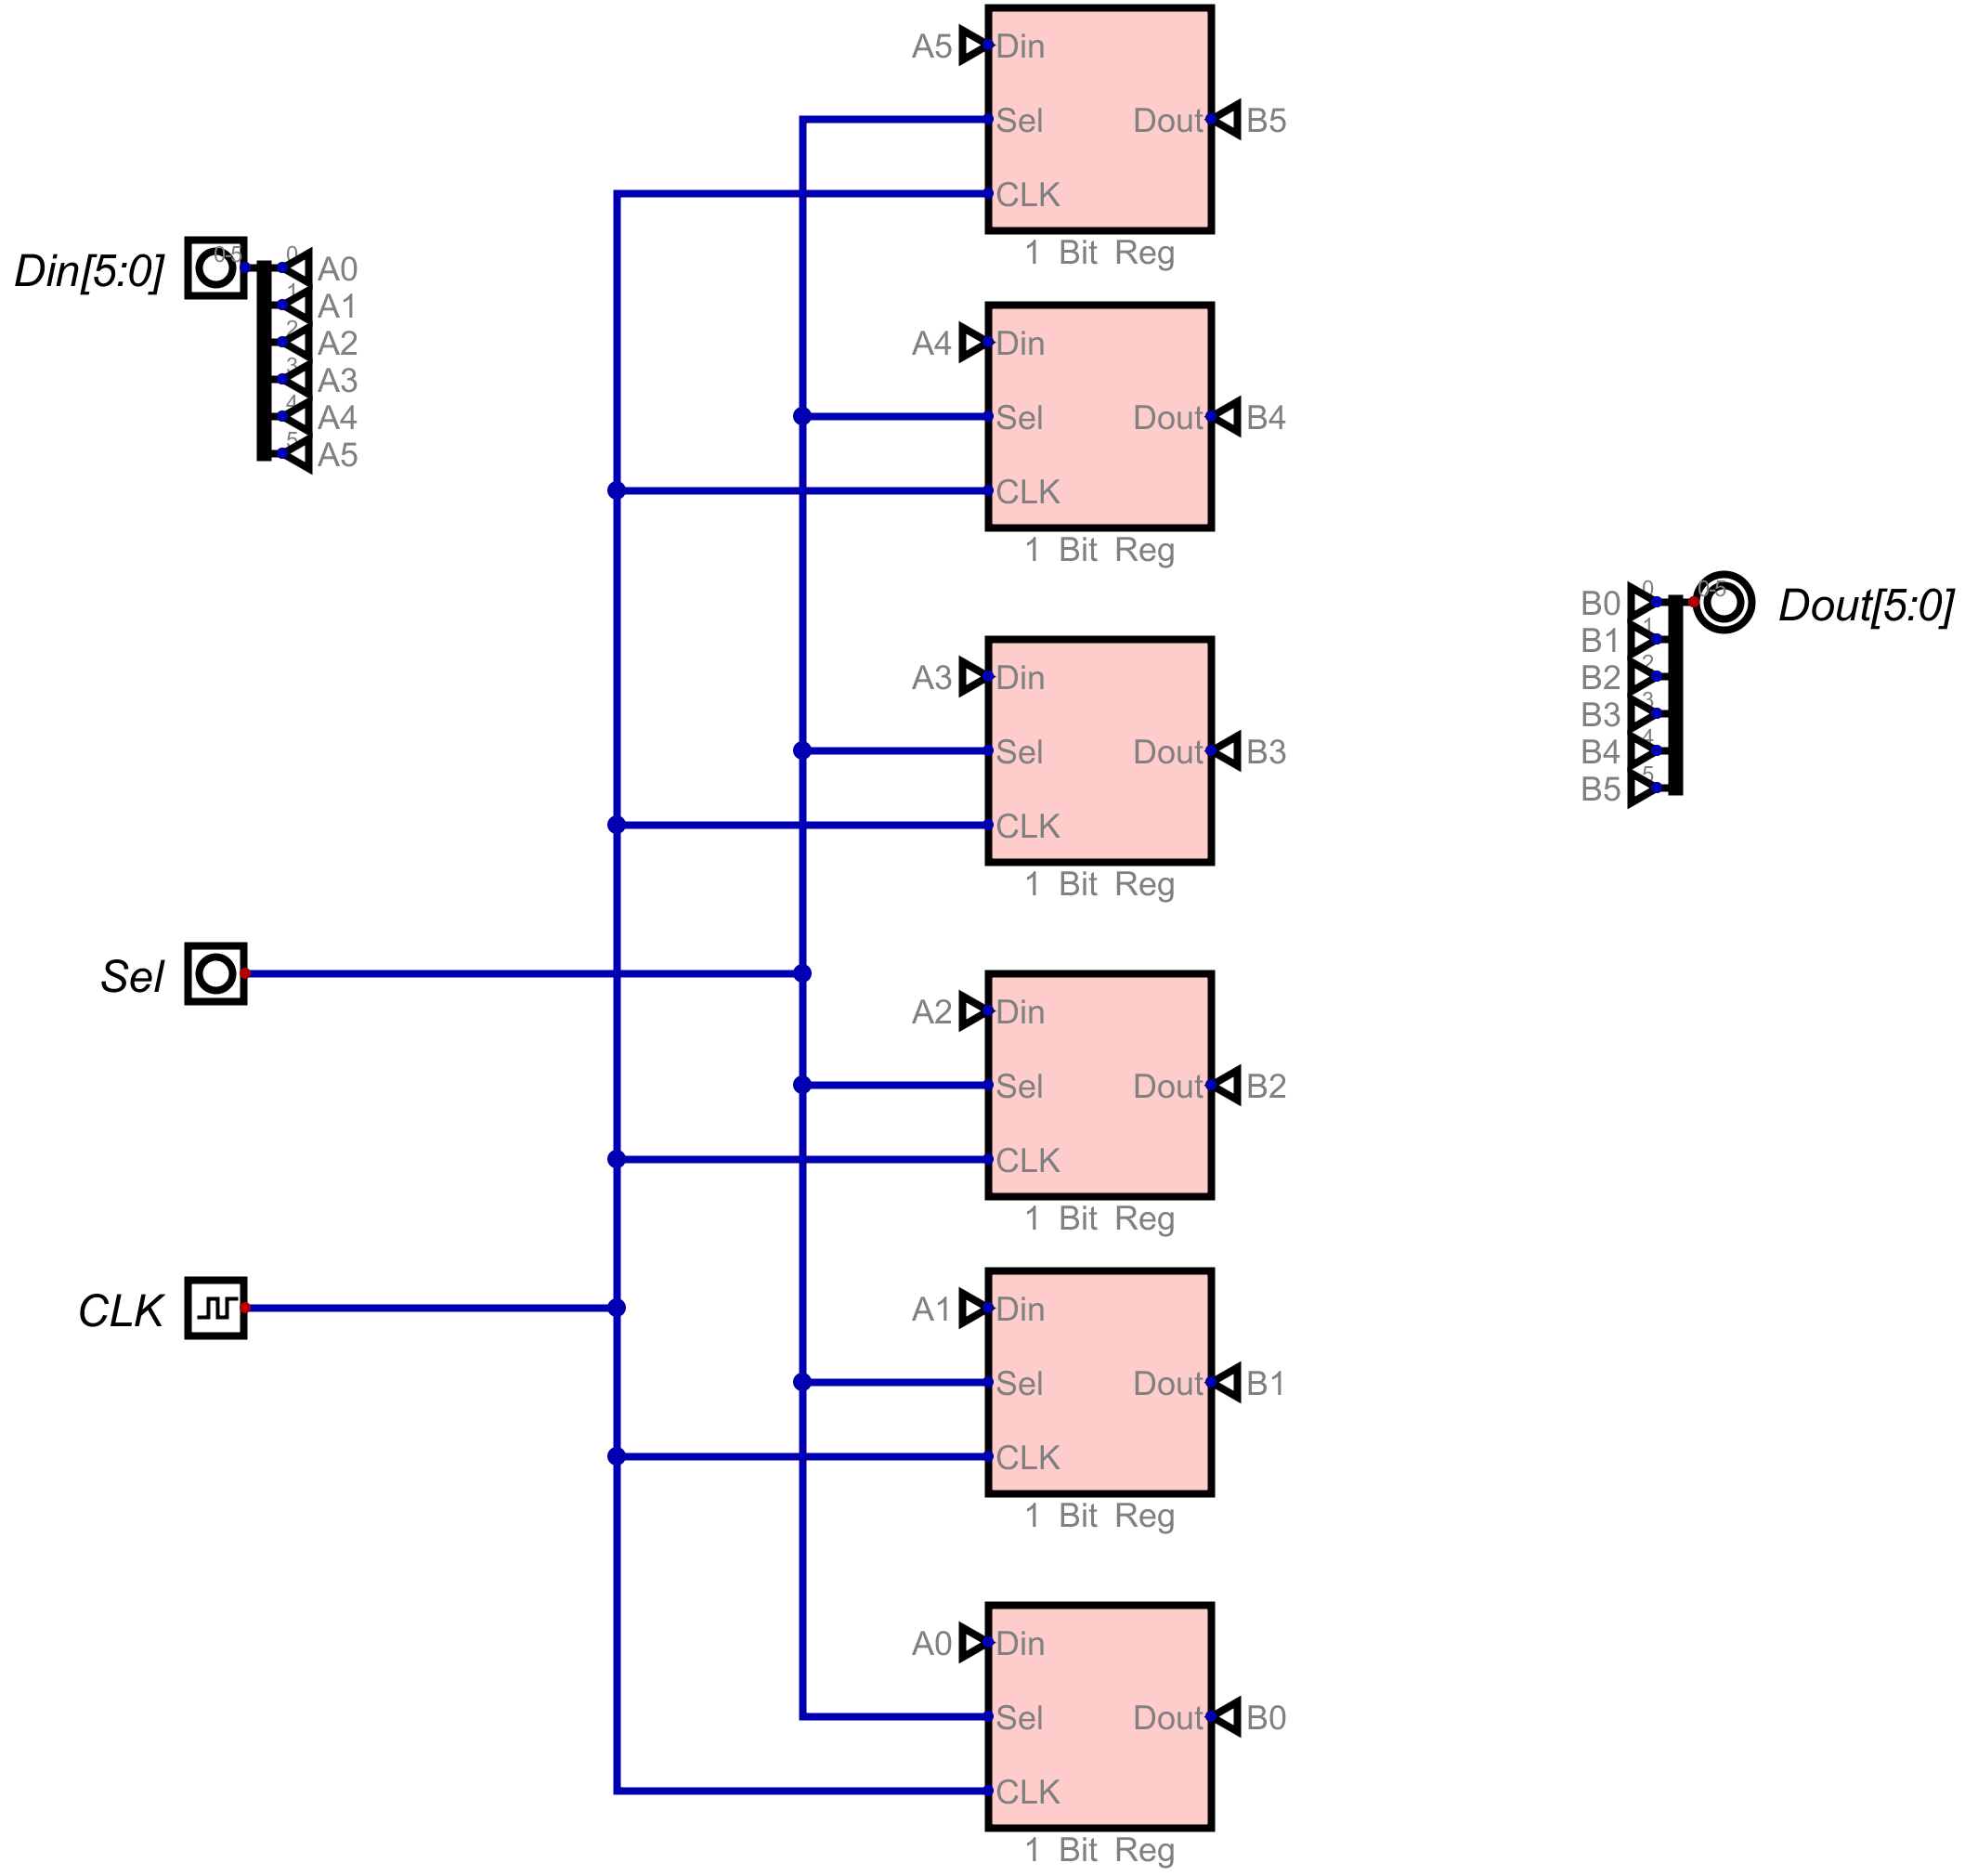 A5 Din
Sel Dout B5
CLK
1 Bit Reg
Din[5:0] 0-5 0 A0
1 A1
2 A2
3 A3
4 A4
5 A5
A4 Din
Sel Dout B4
CLK
1 Bit Reg
B0 0 0-5 Dout[5:0]
B1 1
B2 2
B3 3
B4 4
B5 5
A3 Din
Sel Dout B3
CLK
1 Bit Reg
Sel
A2 Din
Sel Dout B2
CLK
1 Bit Reg
CLK
A1 Din
Sel Dout B1
CLK
1 Bit Reg
A0 Din
Sel Dout B0
CLK
1 Bit Reg